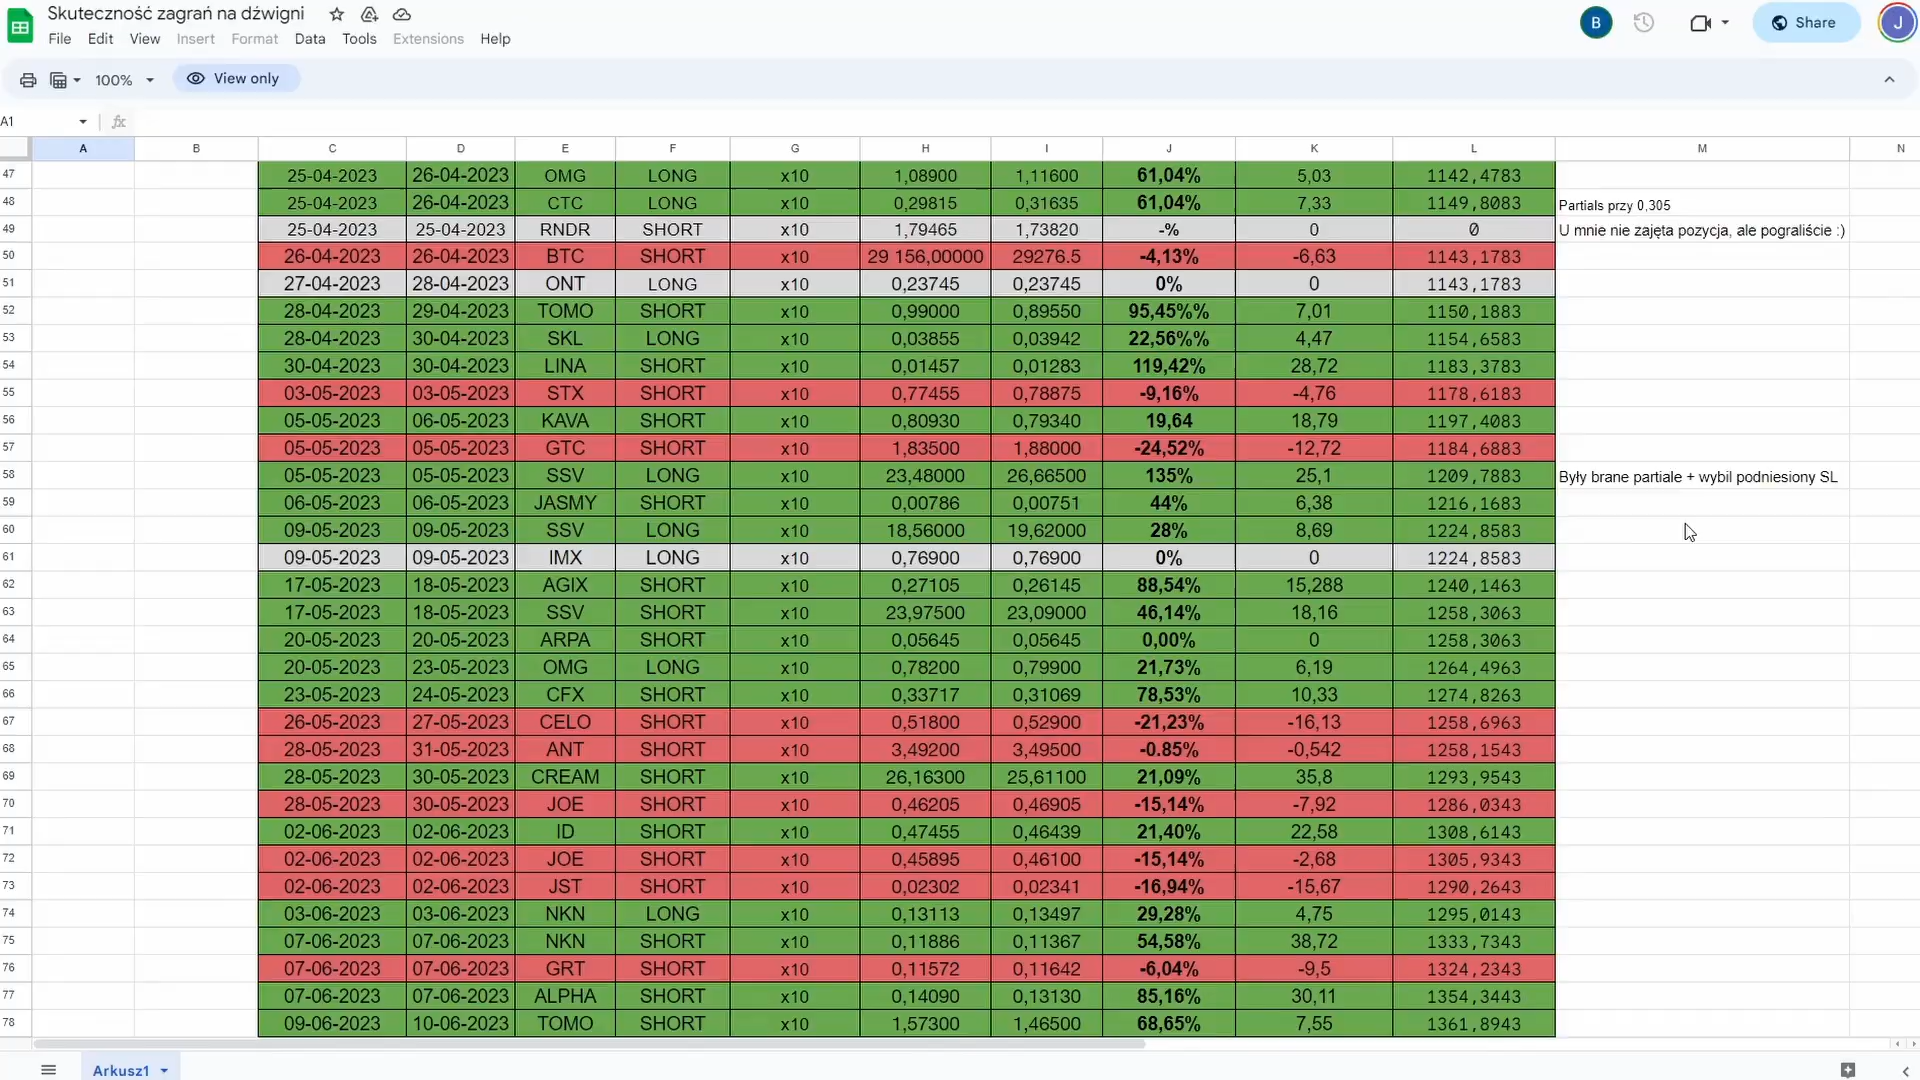 Skuteczność zagrań na dźwigni
B
Share
J
File Edit View Insert Format Data Tools Extensions Help
100% View only
A1 fx
A B C D E F G H I J K L M N
47 25-04-2023 26-04-2023 OMG LONG x10 1,08900 1,11600 61,04% 5,03 1142,4783
48 25-04-2023 26-04-2023 CTC LONG x10 0,29815 0,31635 61,04% 7,33 1149,8083 Partials przy 0,305
49 25-04-2023 25-04-2023 RNDR SHORT x10 1,79465 1,73820 -% 0 0 U mnie nie zajęta pozycja, ale pograliście :)
50 26-04-2023 26-04-2023 BTC SHORT x10 29 156,00000 29276.5 -4,13% -6,63 1143,1783
51 27-04-2023 28-04-2023 ONT LONG x10 0,23745 0,23745 0% 0 1143,1783
52 28-04-2023 29-04-2023 TOMO SHORT x10 0,99000 0,89550 95,45%% 7,01 1150,1883
53 28-04-2023 30-04-2023 SKL LONG x10 0,03855 0,03942 22,56%% 4,47 1154,6583
54 30-04-2023 30-04-2023 LINA SHORT x10 0,01457 0,01283 119,42% 28,72 1183,3783
55 03-05-2023 03-05-2023 STX SHORT x10 0,77455 0,78875 -9,16% -4,76 1178,6183
56 05-05-2023 06-05-2023 KAVA SHORT x10 0,80930 0,79340 19,64 18,79 1197,4083
57 05-05-2023 05-05-2023 GTC SHORT x10 1,83500 1,88000 -24,52% -12,72 1184,6883
58 05-05-2023 05-05-2023 SSV LONG x10 23,48000 26,66500 135% 25,1 1209,7883 Były brane partiale + wybil podniesiony SL
59 06-05-2023 06-05-2023 JASMY SHORT x10 0,00786 0,00751 44% 6,38 1216,1683
60 09-05-2023 09-05-2023 SSV LONG x10 18,56000 19,62000 28% 8,69 1224,8583
61 09-05-2023 09-05-2023 IMX LONG x10 0,76900 0,76900 0% 0 1224,8583
62 17-05-2023 18-05-2023 AGIX SHORT x10 0,27105 0,26145 88,54% 15,288 1240,1463
63 17-05-2023 18-05-2023 SSV SHORT x10 23,97500 23,09000 46,14% 18,16 1258,3063
64 20-05-2023 20-05-2023 ARPA SHORT x10 0,05645 0,05645 0,00% 0 1258,3063
65 20-05-2023 23-05-2023 OMG LONG x10 0,78200 0,79900 21,73% 6,19 1264,4963
66 23-05-2023 24-05-2023 CFX SHORT x10 0,33717 0,31069 78,53% 10,33 1274,8263
67 26-05-2023 27-05-2023 CELO SHORT x10 0,51800 0,52900 -21,23% -16,13 1258,6963
68 28-05-2023 31-05-2023 ANT SHORT x10 3,49200 3,49500 -0.85% -0,542 1258,1543
69 28-05-2023 30-05-2023 CREAM SHORT x10 26,16300 25,61100 21,09% 35,8 1293,9543
70 28-05-2023 30-05-2023 JOE SHORT x10 0,46205 0,46905 -15,14% -7,92 1286,0343
71 02-06-2023 02-06-2023 ID SHORT x10 0,47455 0,46439 21,40% 22,58 1308,6143
72 02-06-2023 02-06-2023 JOE SHORT x10 0,45895 0,46100 -15,14% -2,68 1305,9343
73 02-06-2023 02-06-2023 JST SHORT x10 0,02302 0,02341 -16,94% -15,67 1290,2643
74 03-06-2023 03-06-2023 NKN LONG x10 0,13113 0,13497 29,28% 4,75 1295,0143
75 07-06-2023 07-06-2023 NKN SHORT x10 0,11886 0,11367 54,58% 38,72 1333,7343
76 07-06-2023 07-06-2023 GRT SHORT x10 0,11572 0,11642 -6,04% -9,5 1324,2343
77 07-06-2023 07-06-2023 ALPHA SHORT x10 0,14090 0,13130 85,16% 30,11 1354,3443
78 09-06-2023 10-06-2023 TOMO SHORT x10 1,57300 1,46500 68,65% 7,55 1361,8943
Arkusz1